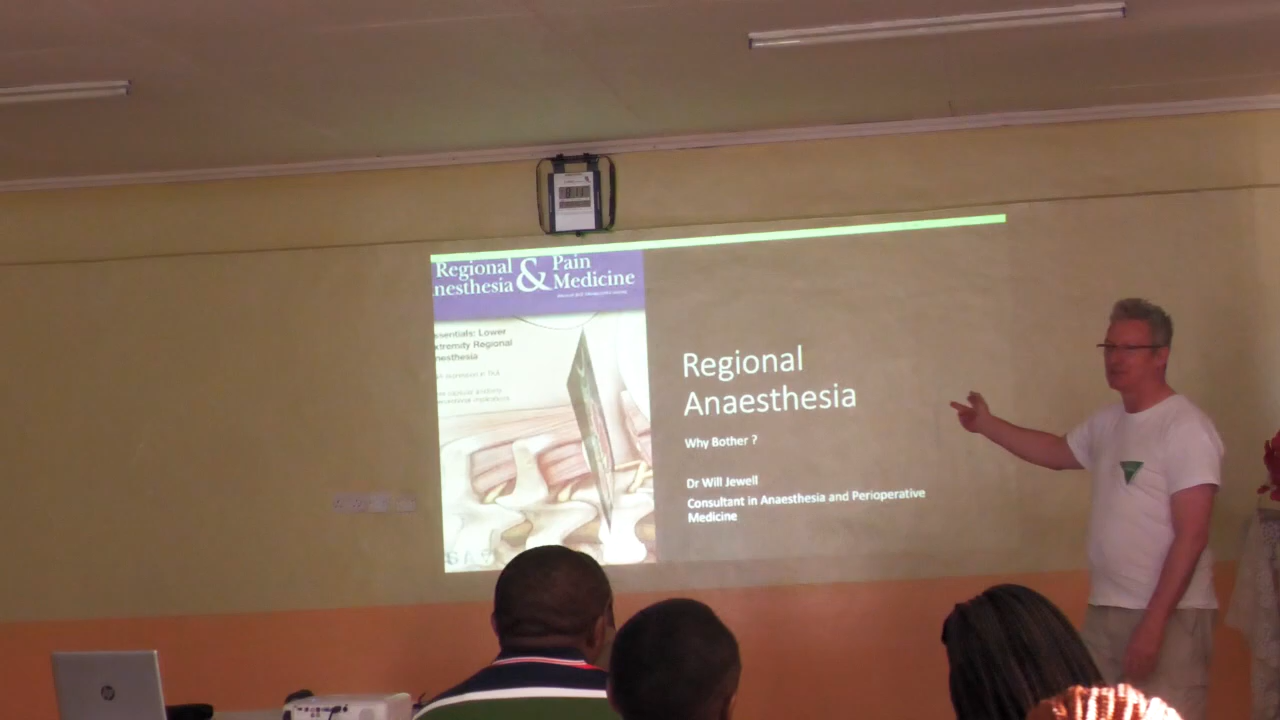 Regional & Pain
nesthesia Medicine
ssentials: Lower
xtremity Regional
nesthesia
Regional
Anaesthesia
Why Bother ?
Dr Will Jewell
Consultant in Anaesthesia and Perioperative
Medicine
hp